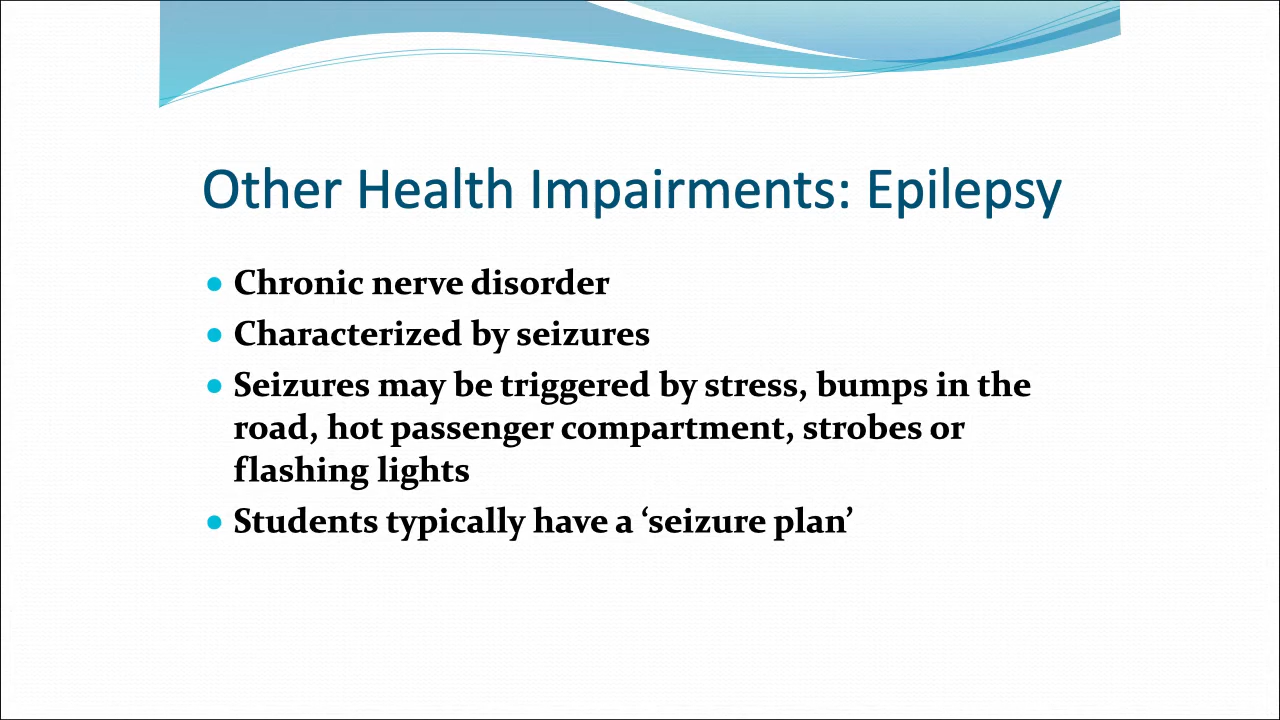 Other Health Impairments: Epilepsy
• Chronic nerve disorder
• Characterized by seizures
• Seizures may be triggered by stress, bumps in the
road, hot passenger compartment, strobes or
flashing lights
• Students typically have a ‘seizure plan’